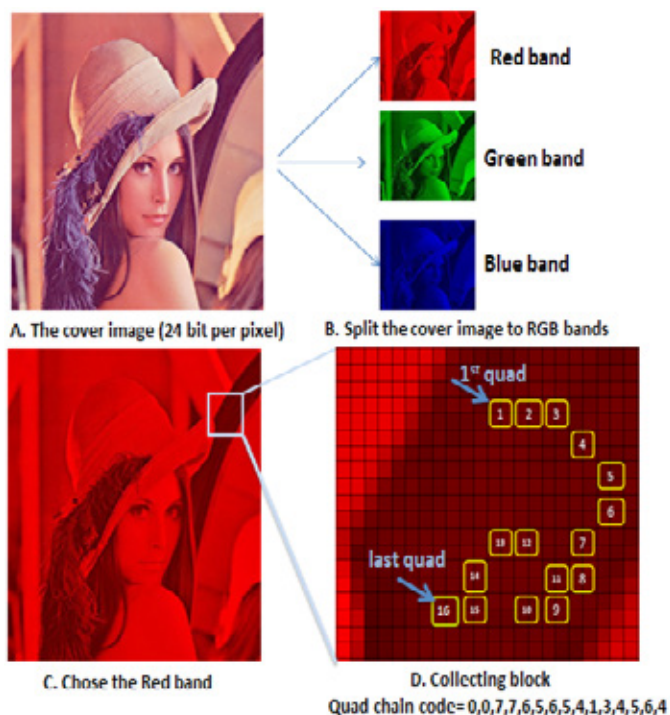 Red band
Green band
Blue band
A. The cover image (24 bit per pixel)
B. Split the cover image to RGB bands
1st quad
1 2 3
4
5
6
13 12 7
last quad
14 11 8
16 15 10 9
C. Chose the Red band
D. Collecting block
Quad chain code= 0,0,7,7,6,5,6,5,4,1,3,4,5,6,4